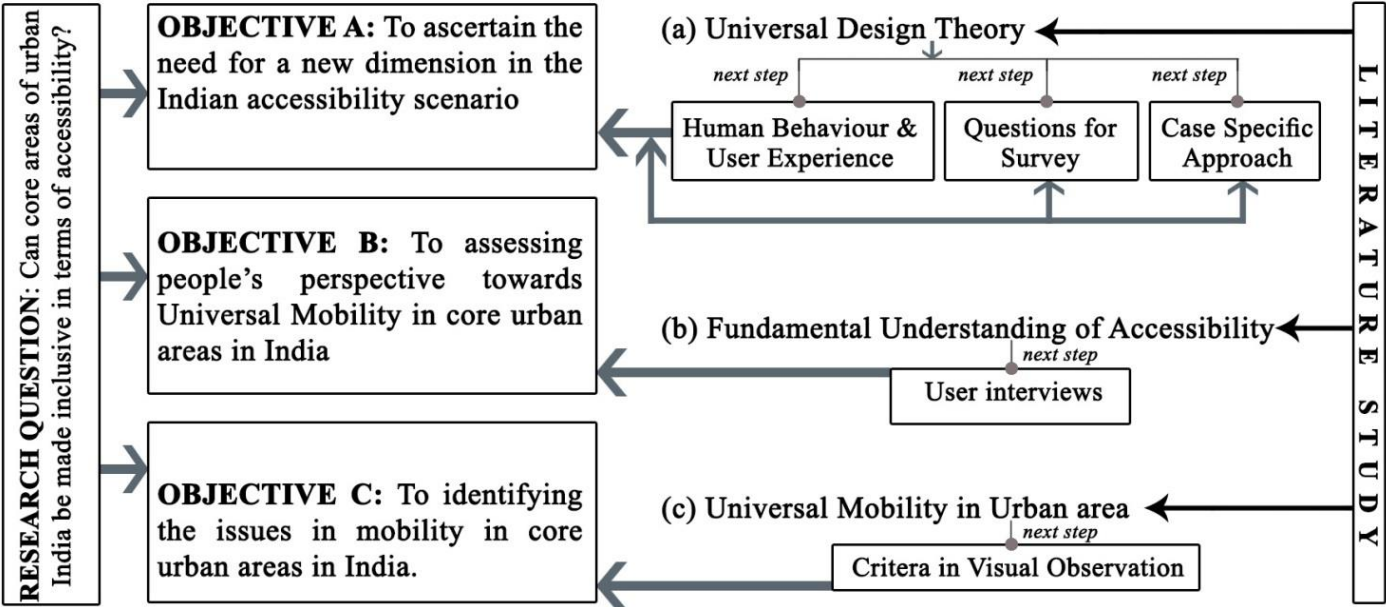 RESEARCH QUESTION: Can core areas of urban
India be made inclusive in terms of accessibility?
OBJECTIVE A: To ascertain the
need for a new dimension in the
Indian accessibility scenario
OBJECTIVE B: To assessing
people’s perspective towards
Universal Mobility in core urban
areas in India
OBJECTIVE C: To identifying
the issues in mobility in core
urban areas in India.
(a) Universal Design Theory
next step
next step
next step
Human Behaviour &
User Experience
Questions for
Survey
Case Specific
Approach
(b) Fundamental Understanding of Accessibility
next step
User interviews
(c) Universal Mobility in Urban area
next step
Critera in Visual Observation
LITERATURE STUDY